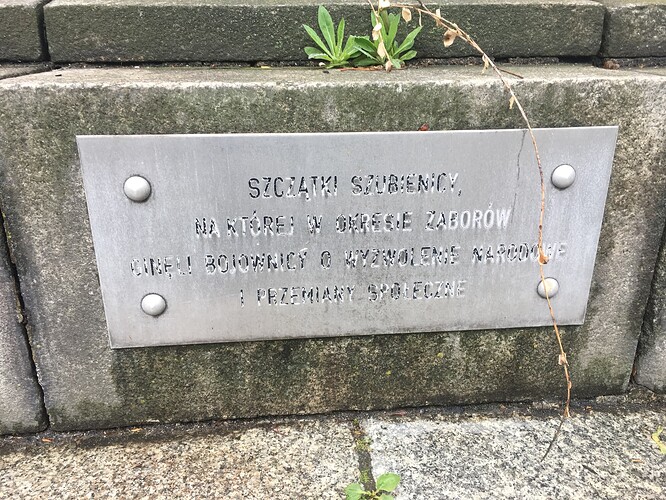 SZCZĄTKI SZUBIENICY,
NA KTÓREJ W OKRESIE ZABORÓW
GINĘLI BOJOWNICY O WYZWOLENIE NARODOWE
I PRZEMIANY SPOŁECZNE